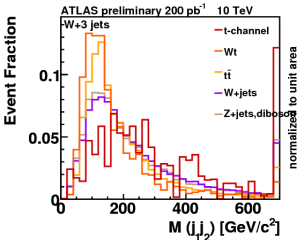 ATLAS preliminary 200 pb⁻¹ 10 TeV
W+3 jets
t-channel
Wt
tt̄
W+jets
Z+jets,diboson
Event Fraction
normalized to unit area
0.1
0.05
0
0 200 400 600
M (j₁j₂) [GeV/c²]